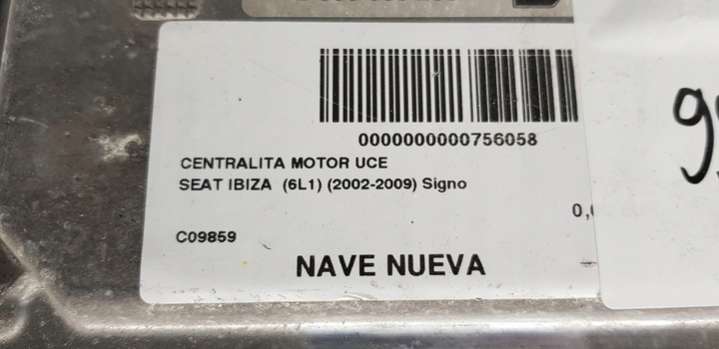 0000000000756058
CENTRALITA MOTOR UCE
SEAT IBIZA (6L1) (2002-2009) Signo
C09859
NAVE NUEVA